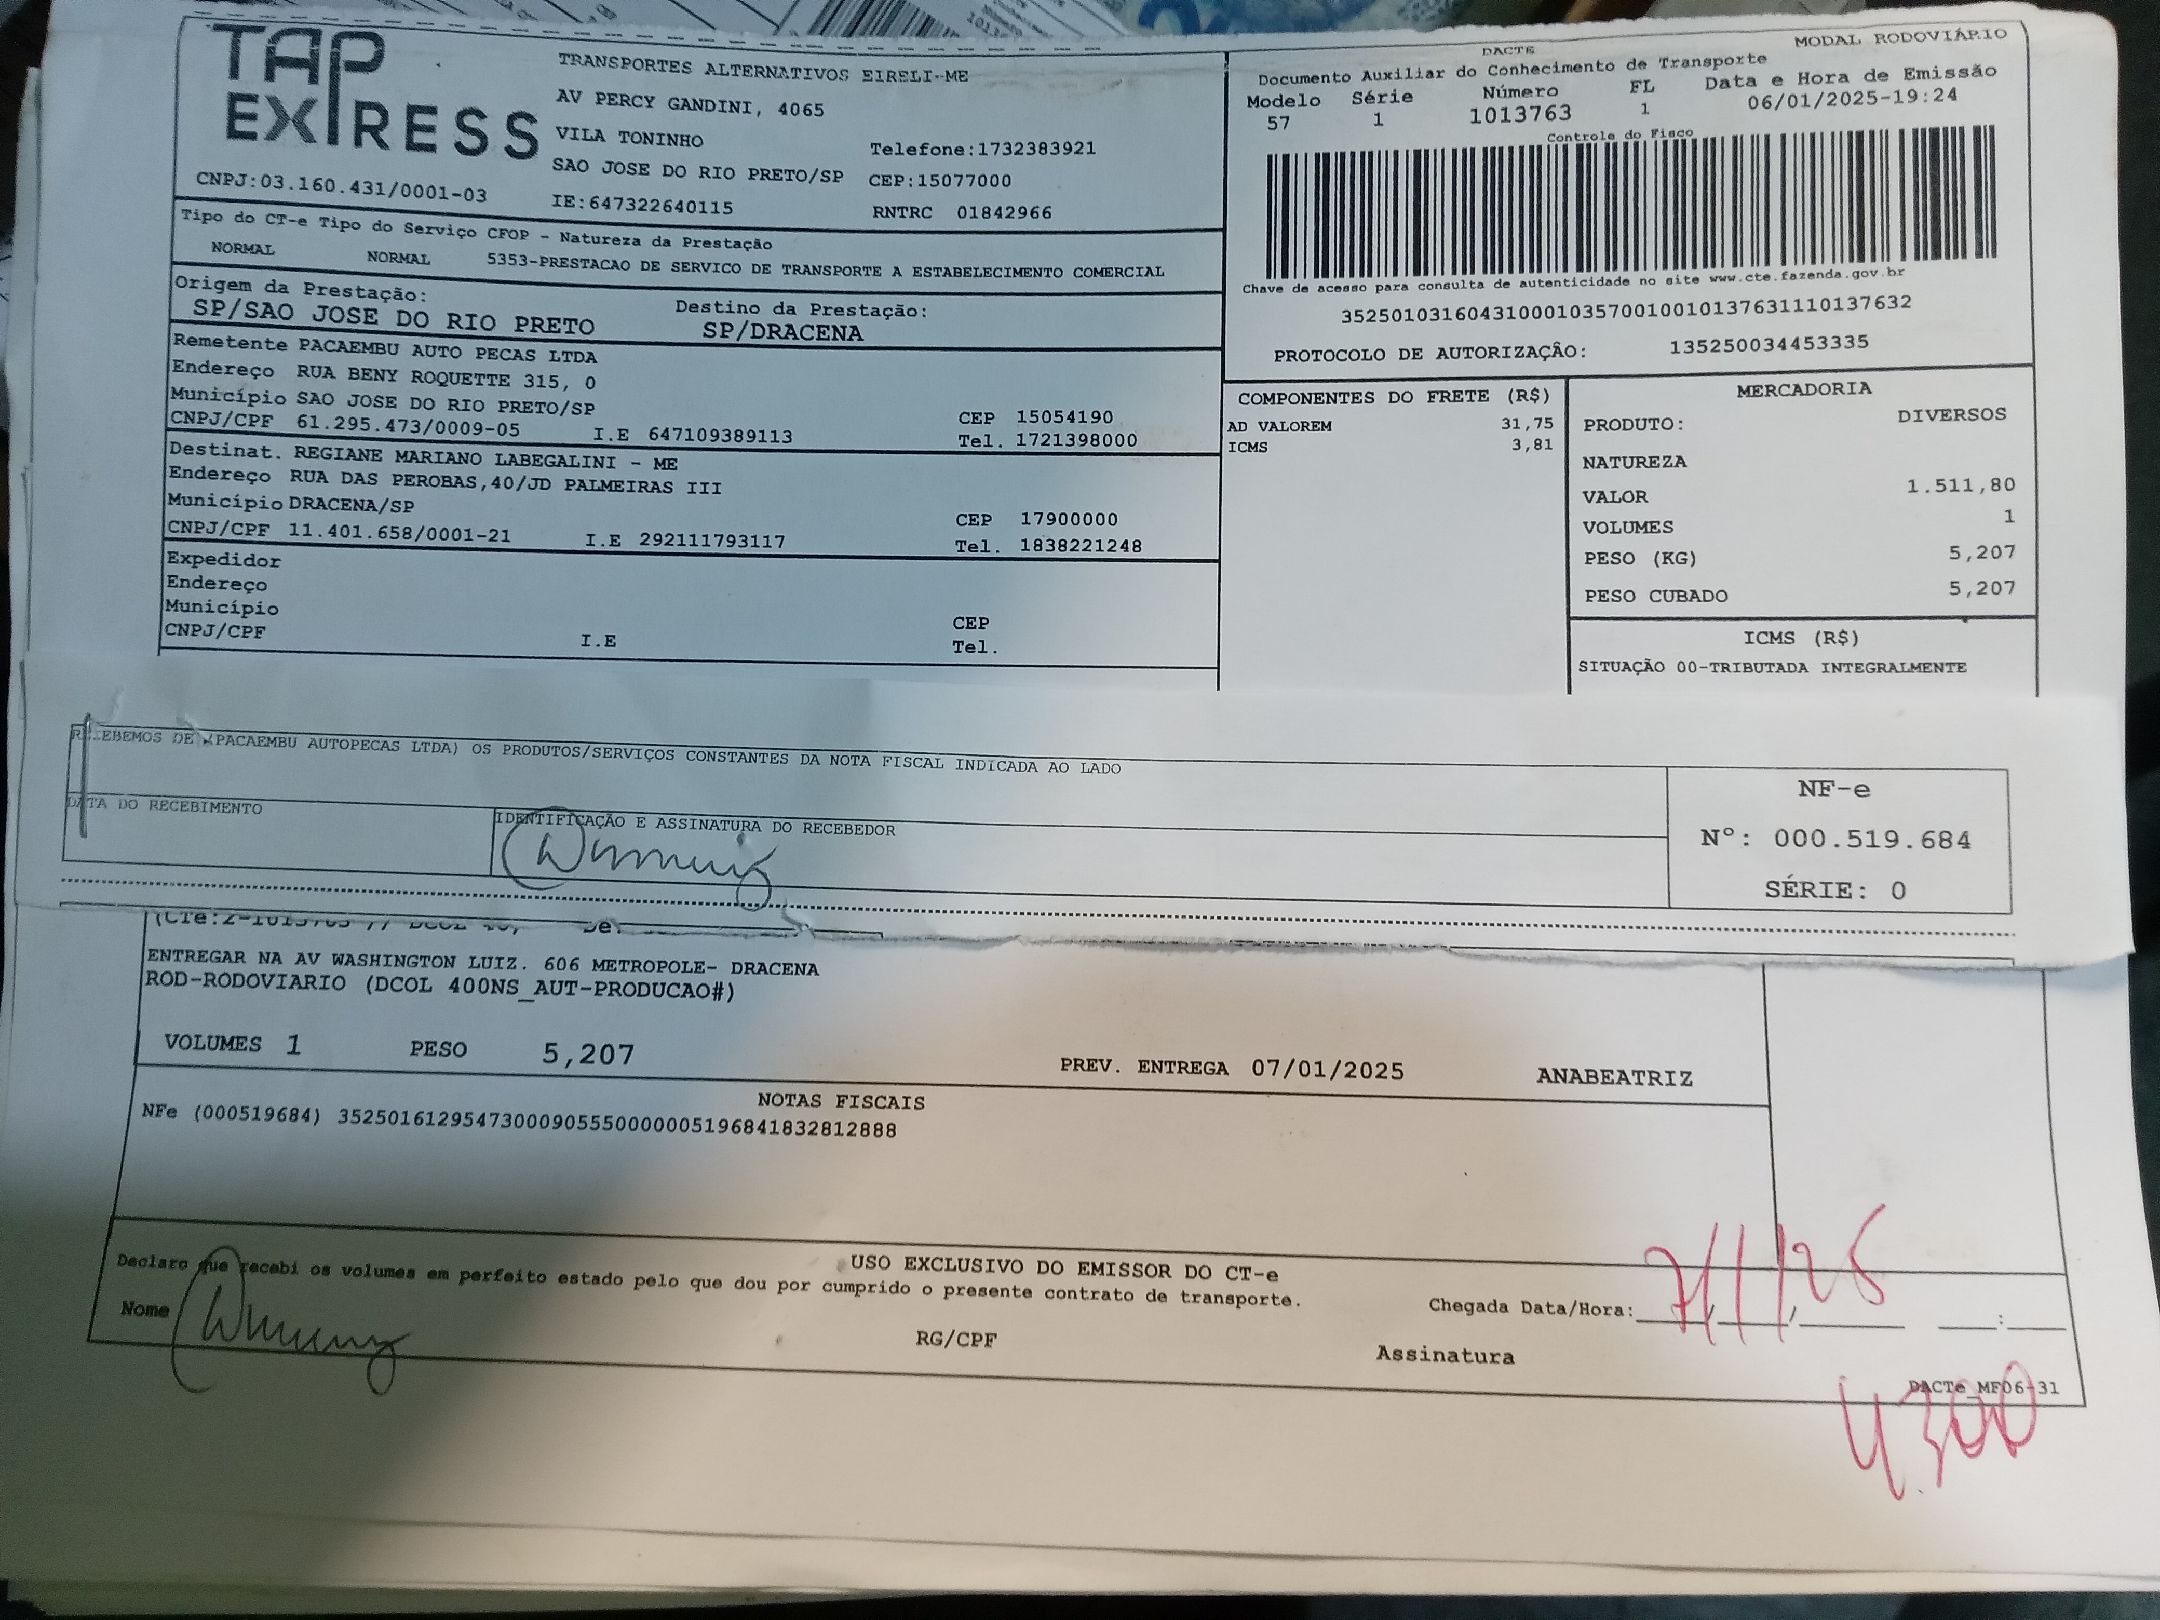 TAP EXPRESS
TRANSPORTES ALTERNATIVOS EIRELI-ME
AV PERCY GANDINI, 4065
VILA TONINHO
Telefone:1732383921
SAO JOSE DO RIO PRETO/SP CEP:15077000
CNPJ:03.160.431/0001-03 IE:647322640115 RNTRC 01842966
DACTE MODAL RODOVIÁRIO
Documento Auxiliar do Conhecimento de Transporte
Modelo Série Número FL Data e Hora de Emissão
57 1 1013763 1 06/01/2025-19:24
Controle do Fisco
Chave de acesso para consulta de autenticidade no site www.cte.fazenda.gov.br
35250103160431000103570010010137631110137632
PROTOCOLO DE AUTORIZAÇÂO: 135250034453335
Tipo do CT-e Tipo do Serviço CFOP - Natureza da Prestação
NORMAL NORMAL 5353-PRESTACAO DE SERVICO DE TRANSPORTE A ESTABELECIMENTO COMERCIAL
Origem da Prestação: Destino da Prestação:
SP/SAO JOSE DO RIO PRETO SP/DRACENA
Remetente PACAEMBU AUTO PECAS LTDA
Endereço RUA BENY ROQUETTE 315, 0
Município SAO JOSE DO RIO PRETO/SP CEP 15054190
CNPJ/CPF 61.295.473/0009-05 I.E 647109389113 Tel. 1721398000
Destinat. REGIANE MARIANO LABEGALINI - ME
Endereço RUA DAS PEROBAS,40/JD PALMEIRAS III
Município DRACENA/SP CEP 17900000
CNPJ/CPF 11.401.658/0001-21 I.E 292111793117 Tel. 1838221248
Expedidor
Endereço
Município CEP
CNPJ/CPF I.E Tel.
COMPONENTES DO FRETE (R$)
AD VALOREM 31,75
ICMS 3,81
MERCADORIA
PRODUTO: DIVERSOS
NATUREZA
VALOR 1.511,80
VOLUMES 1
PESO (KG) 5,207
PESO CUBADO 5,207
ICMS (R$)
SITUAÇÃO 00-TRIBUTADA INTEGRALMENTE
RECEBEMOS DE (PACAEMBU AUTOPECAS LTDA) OS PRODUTOS/SERVIÇOS CONSTANTES DA NOTA FISCAL INDICADA AO LADO
DATA DO RECEBIMENTO
IDENTIFICAÇÃO E ASSINATURA DO RECEBEDOR
NF-e
Nº: 000.519.684
SÉRIE: 0
ENTREGAR NA AV WASHINGTON LUIZ. 606 METROPOLE- DRACENA
ROD-RODOVIARIO (DCOL 400NS_AUT-PRODUCAO#)
VOLUMES 1 PESO 5,207 PREV. ENTREGA 07/01/2025 ANABEATRIZ
NOTAS FISCAIS
NFe (000519684) 35250161295473000905550000005196841832812888
USO EXCLUSIVO DO EMISSOR DO CT-e
Declaro que recebi os volumes em perfeito estado pelo que dou por cumprido o presente contrato de transporte.
Nome RG/CPF Assinatura
Chegada Data/Hora: 7/1/25
DACTe_MF06-31
4.300